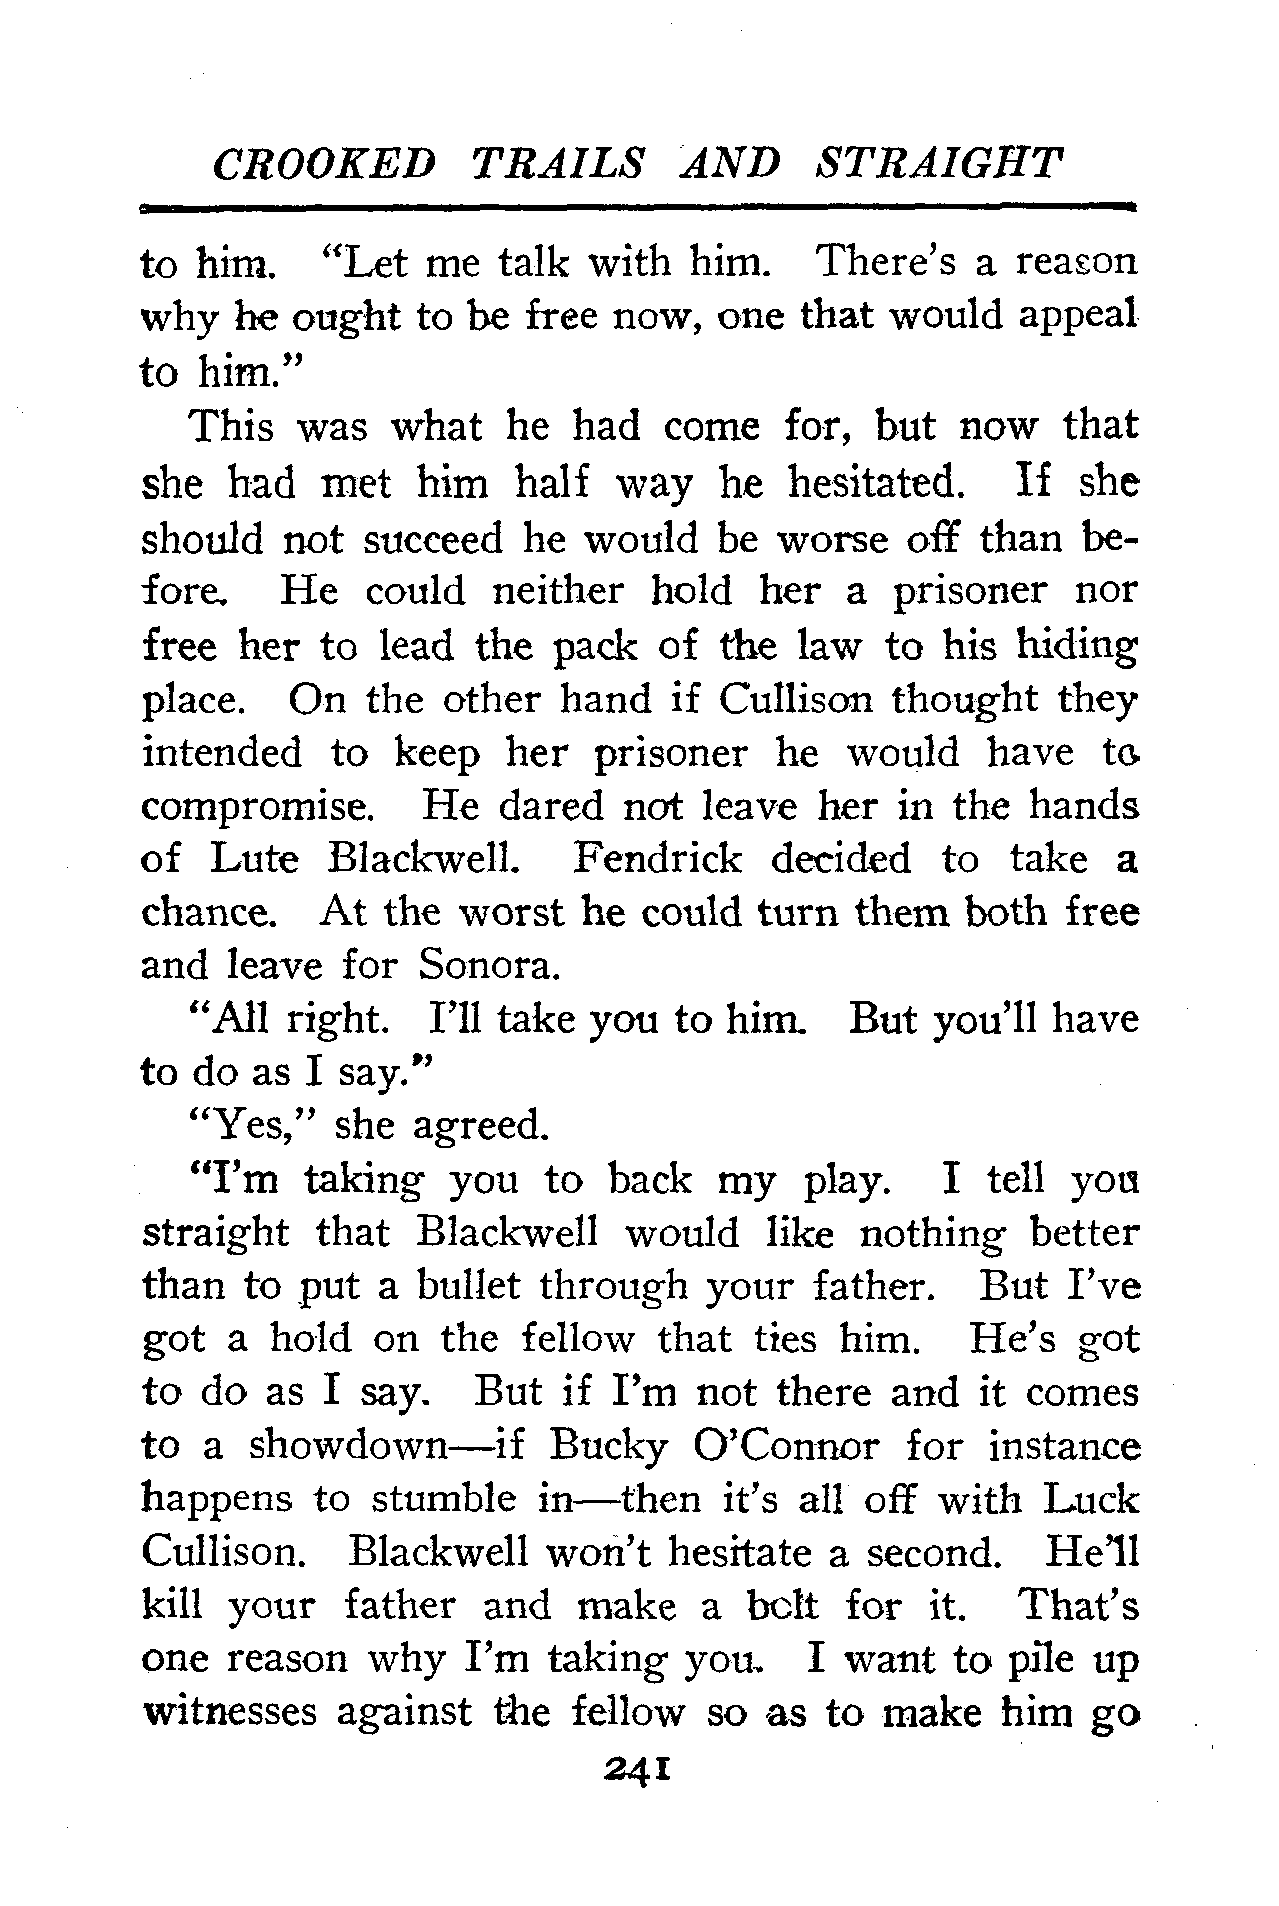 CROOKED TRAILS AND STRAIGHT
to him. "Let me talk with him. There's a reason
why he ought to be free now, one that would appeal
to him."
This was what he had come for, but now that
she had met him half way he hesitated. If she
should not succeed he would be worse off than be-
fore. He could neither hold her a prisoner nor
free her to lead the pack of the law to his hiding
place. On the other hand if Cullison thought they
intended to keep her prisoner he would have to
compromise. He dared not leave her in the hands
of Lute Blackwell. Fendrick decided to take a
chance. At the worst he could turn them both free
and leave for Sonora.
"All right. I'll take you to him. But you'll have
to do as I say."
"Yes," she agreed.
"I'm taking you to back my play. I tell you
straight that Blackwell would like nothing better
than to put a bullet through your father. But I've
got a hold on the fellow that ties him. He's got
to do as I say. But if I'm not there and it comes
to a showdown—if Bucky O'Connor for instance
happens to stumble in—then it's all off with Luck
Cullison. Blackwell won't hesitate a second. He'll
kill your father and make a bolt for it. That's
one reason why I'm taking you. I want to pile up
witnesses against the fellow so as to make him go
241